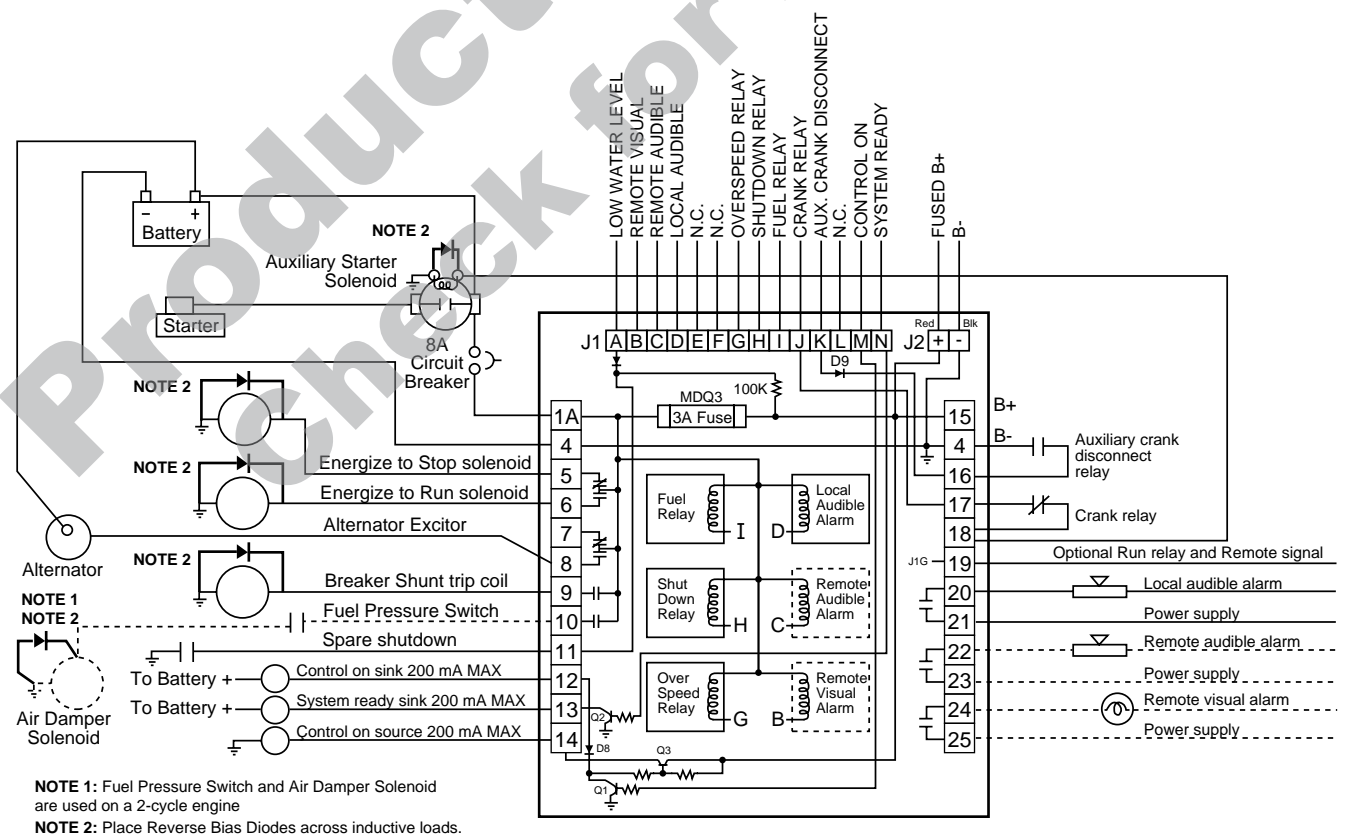 Product
Check for
LOW WATER LEVEL
REMOTE VISUAL
REMOTE AUDIBLE
LOCAL AUDIBLE
N.C.
N.C.
OVERSPEED RELAY
SHUTDOWN RELAY
FUEL RELAY
CRANK RELAY
AUX. CRANK DISCONNECT
N.C.
CONTROL ON
SYSTEM READY
FUSED B+
B-
- +
Battery
NOTE 2
Auxiliary Starter
Solenoid
Starter
8A
Circuit
Breaker
Red Blk
J1 A B C D E F G H I J K L M N J2 + -
D9
100K
MDQ3
3A Fuse
NOTE 2
1A
4
Energize to Stop solenoid 5
NOTE 2
Energize to Run solenoid 6
Alternator Excitor 7
8
Alternator
NOTE 2
Breaker Shunt trip coil 9
NOTE 1
NOTE 2
Fuel Pressure Switch 10
Spare shutdown 11
To Battery + Control on sink 200 mA MAX 12
To Battery + System ready sink 200 mA MAX 13
Control on source 200 mA MAX 14
Air Damper
Solenoid
Fuel
Relay
I
D
Local
Audible
Alarm
Shut
Down
Relay
H
C
Remote
Audible
Alarm
Over
Speed
Relay
G
B
Remote
Visual
Alarm
Q2
D8
Q3
Q1
15 B+
4 B-
16
Auxiliary crank
disconnect
relay
17
Crank relay
18
J1G 19 Optional Run relay and Remote signal
20 Local audible alarm
21 Power supply
22 Remote audible alarm
23 Power supply
24 Remote visual alarm
25 Power supply
NOTE 1: Fuel Pressure Switch and Air Damper Solenoid
are used on a 2-cycle engine
NOTE 2: Place Reverse Bias Diodes across inductive loads.